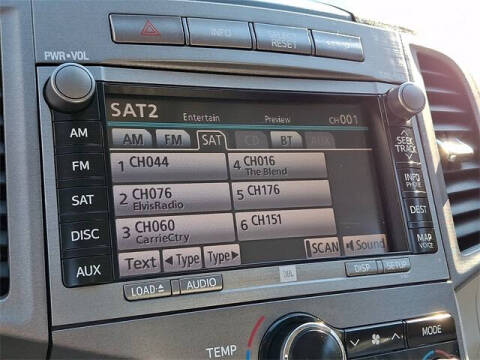 INFO SELECT RESET
PWR•VOL
SAT2 Entertain Preview CH001
AM FM SAT CD BT AUX
1 CH044 4 CH016 The Blend
2 CH076 ElvisRadio 5 CH176
3 CH060 CarrieCtry 6 CH151
Text ◄Type Type► SCAN Sound
AM
FM
SAT
DISC
AUX
SEEK TRACK
INFO PHONE
DEST
MAP VOICE
LOAD AUDIO JBL DISP SETUP
TEMP MODE